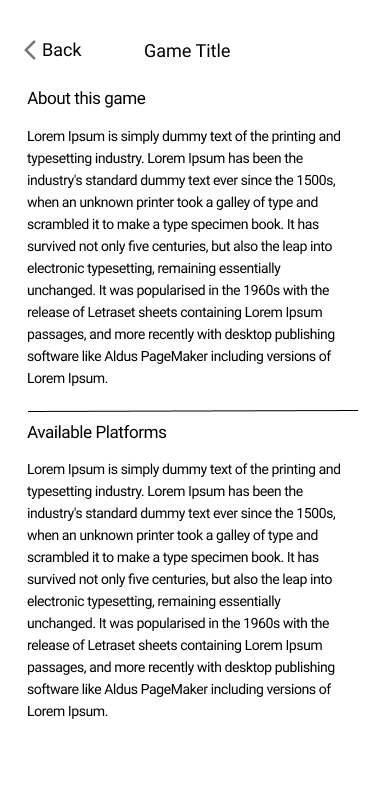 Back
Game Title
About this game
Lorem Ipsum is simply dummy text of the printing and
typesetting industry. Lorem Ipsum has been the
industry's standard dummy text ever since the 1500s,
when an unknown printer took a galley of type and
scrambled it to make a type specimen book. It has
survived not only five centuries, but also the leap into
electronic typesetting, remaining essentially
unchanged. It was popularised in the 1960s with the
release of Letraset sheets containing Lorem Ipsum
passages, and more recently with desktop publishing
software like Aldus PageMaker including versions of
Lorem Ipsum.
Available Platforms
Lorem Ipsum is simply dummy text of the printing and
typesetting industry. Lorem Ipsum has been the
industry's standard dummy text ever since the 1500s,
when an unknown printer took a galley of type and
scrambled it to make a type specimen book. It has
survived not only five centuries, but also the leap into
electronic typesetting, remaining essentially
unchanged. It was popularised in the 1960s with the
release of Letraset sheets containing Lorem Ipsum
passages, and more recently with desktop publishing
software like Aldus PageMaker including versions of
Lorem Ipsum.